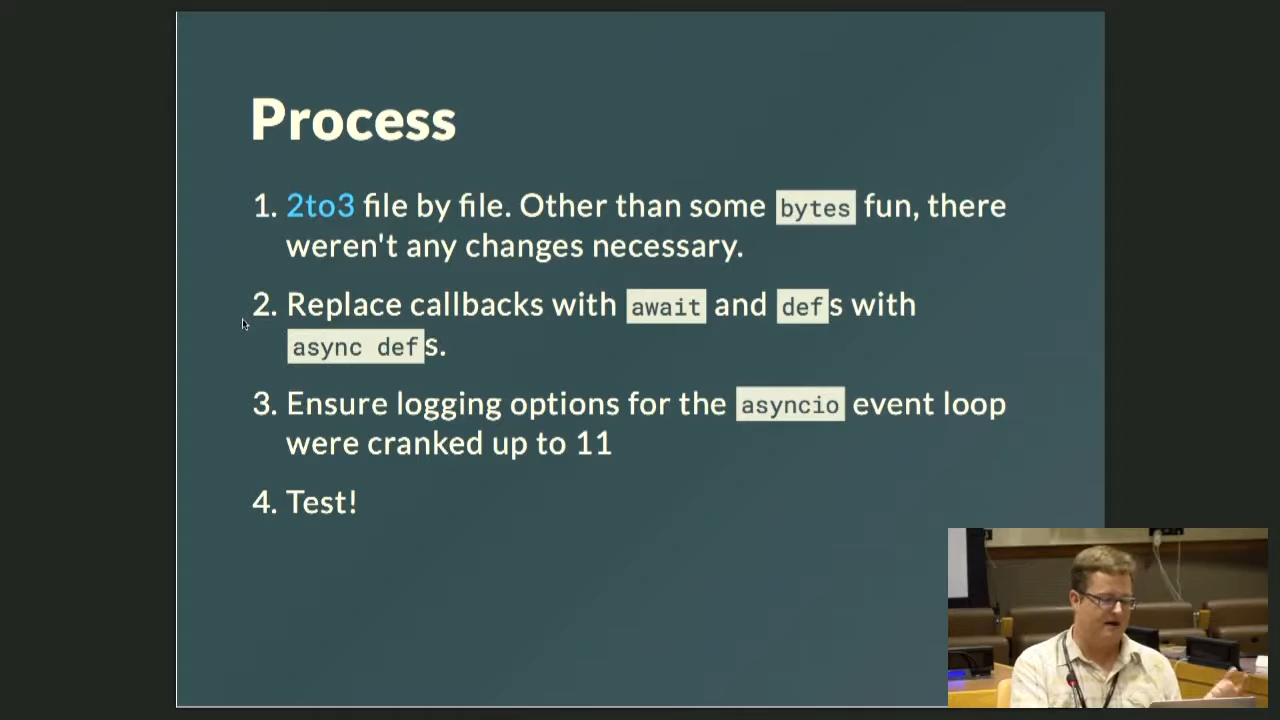 Process
1. 2to3 file by file. Other than some bytes fun, there
weren't any changes necessary.
2. Replace callbacks with await and defs with
async defs.
3. Ensure logging options for the asyncio event loop
were cranked up to 11
4. Test!